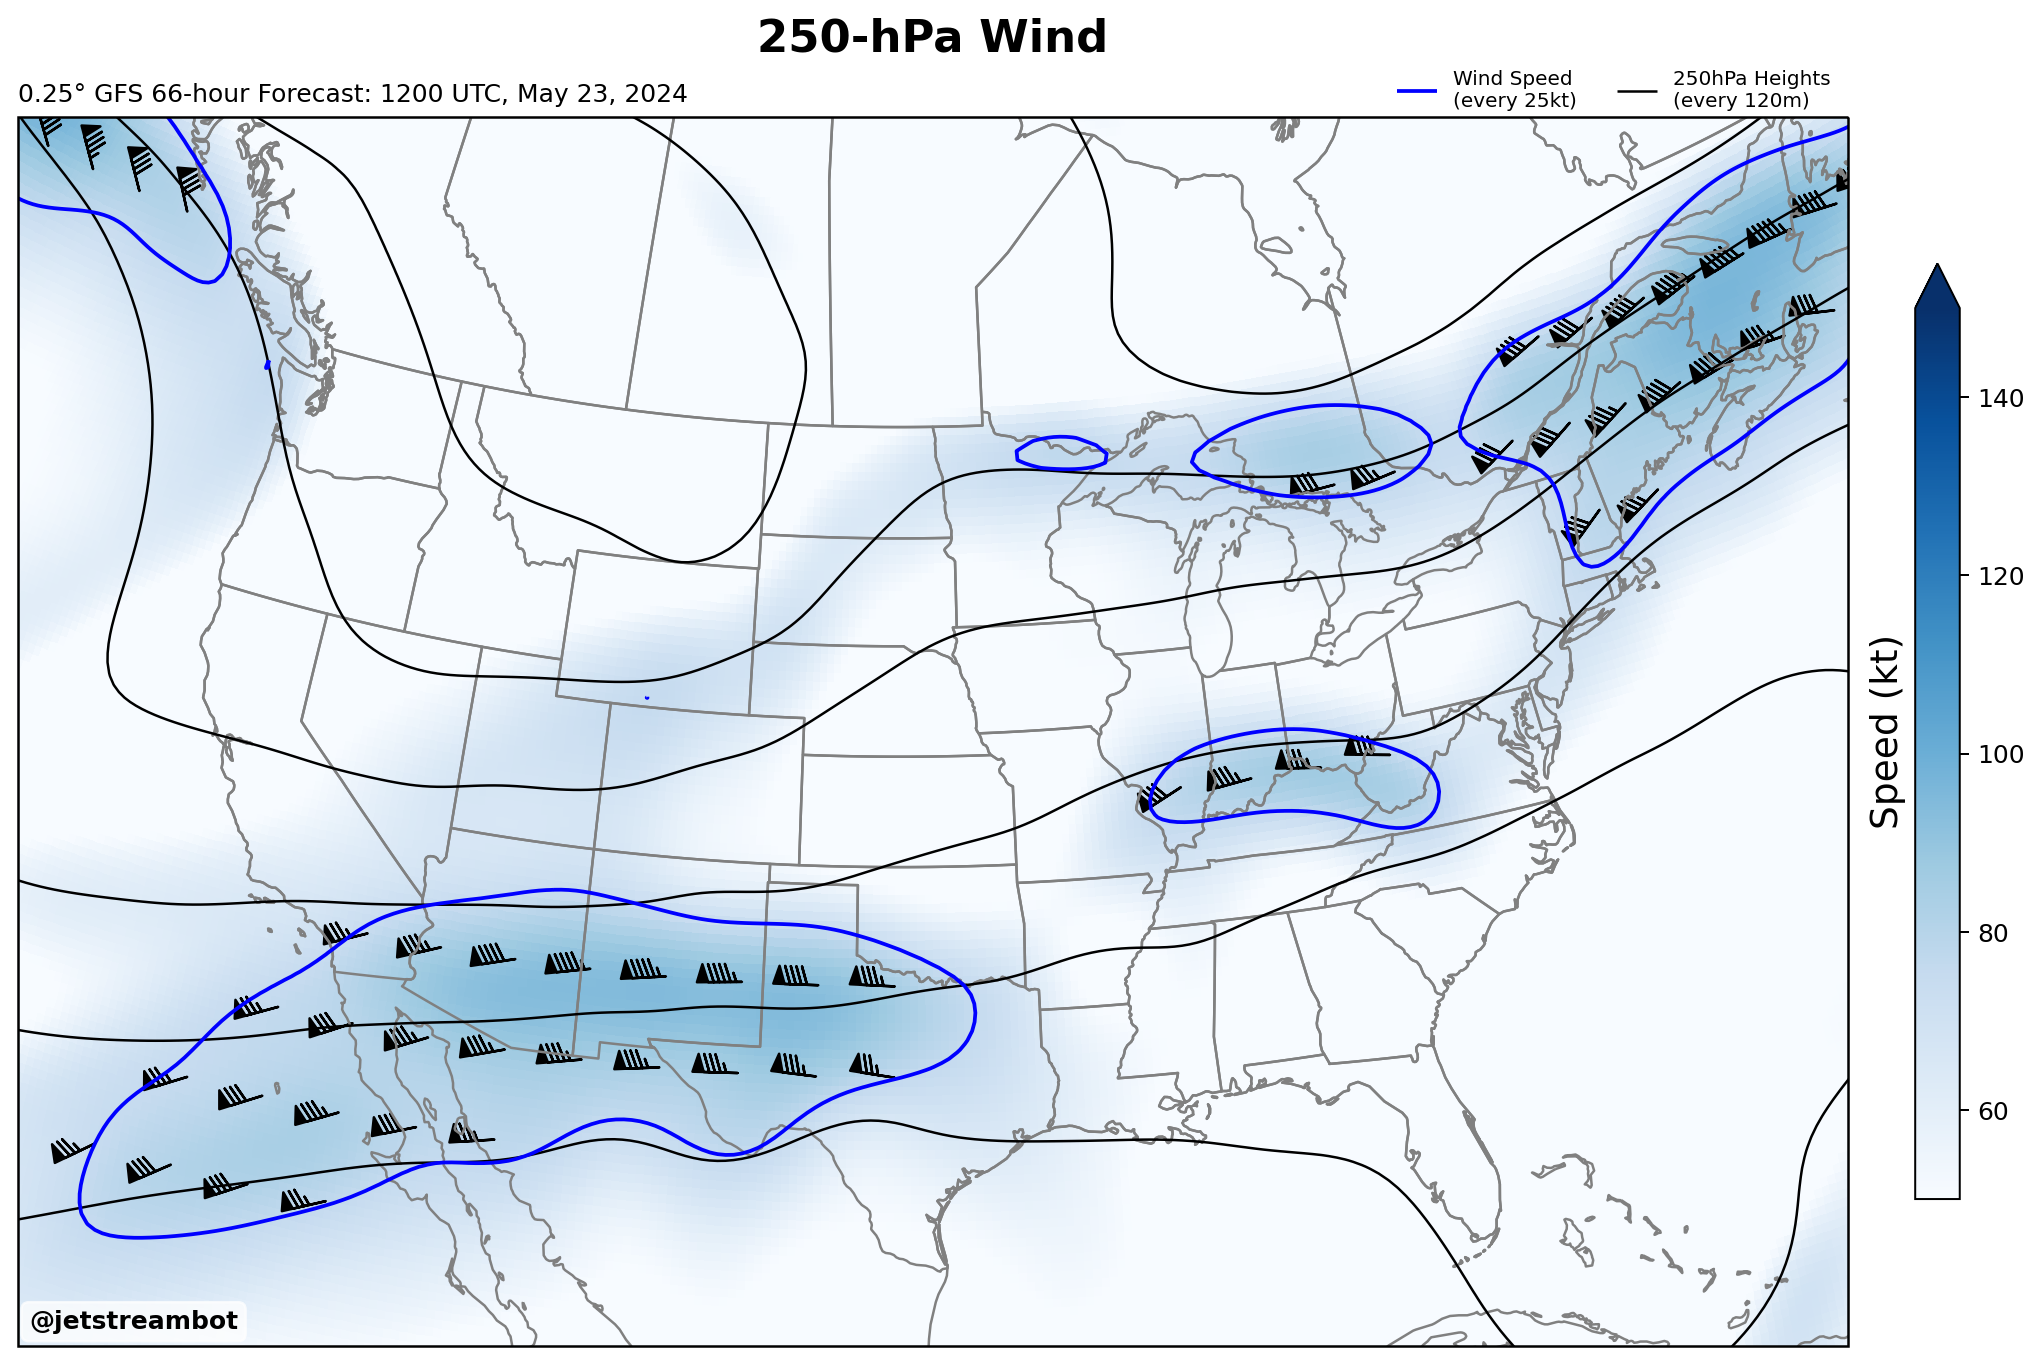 250-hPa Wind
0.25° GFS 66-hour Forecast: 1200 UTC, May 23, 2024
Wind Speed
(every 25kt)
250hPa Heights
(every 120m)
140
120
100
80
60
Speed (kt)
@jetstreambot